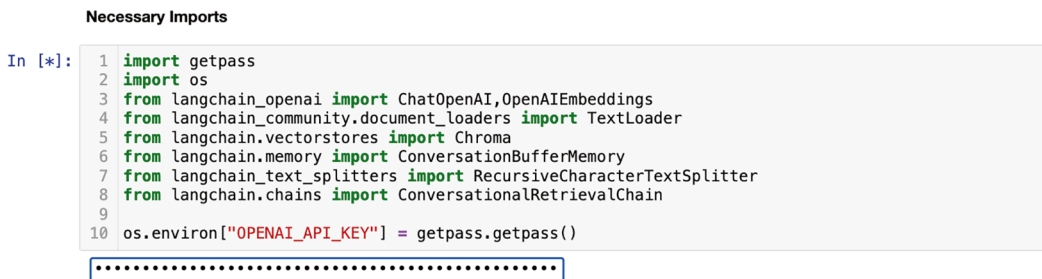 Necessary Imports
In [*]:
1 import getpass
2 import os
3 from langchain_openai import ChatOpenAI,OpenAIEmbeddings
4 from langchain_community.document_loaders import TextLoader
5 from langchain.vectorstores import Chroma
6 from langchain.memory import ConversationBufferMemory
7 from langchain_text_splitters import RecursiveCharacterTextSplitter
8 from langchain.chains import ConversationalRetrievalChain
9
10 os.environ["OPENAI_API_KEY"] = getpass.getpass()